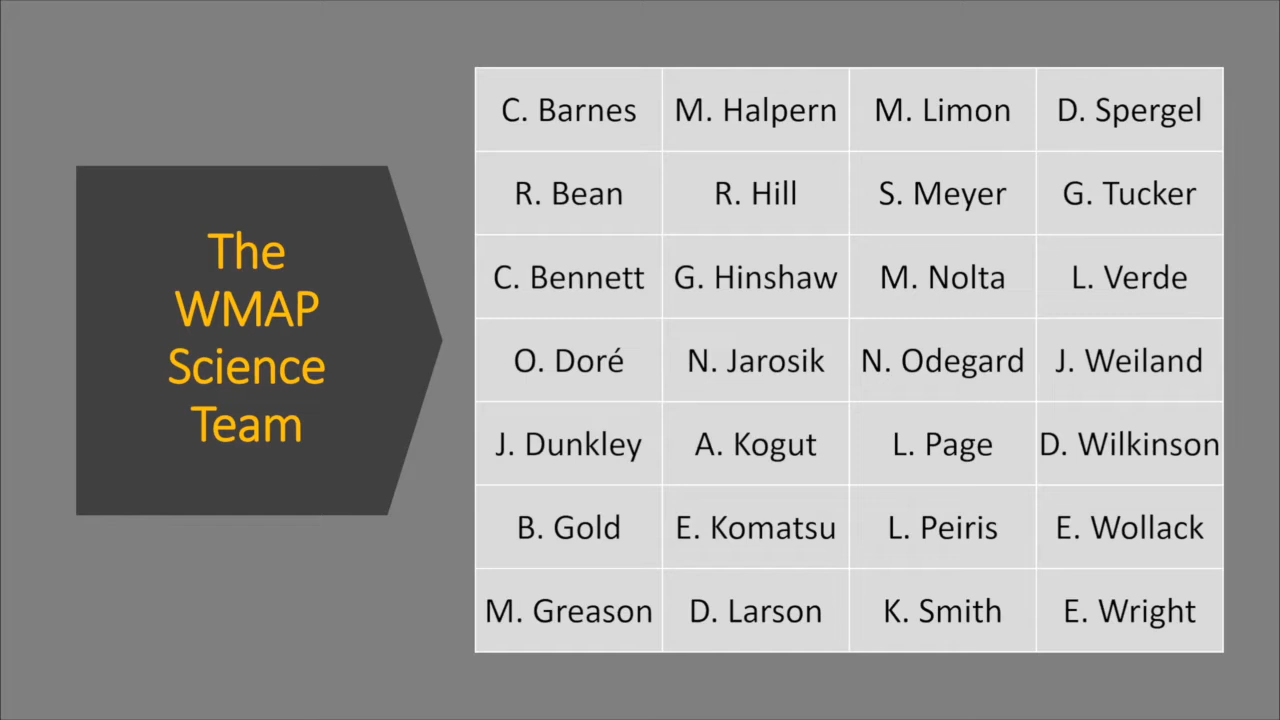 The
WMAP
Science
Team
C. Barnes M. Halpern M. Limon D. Spergel
R. Bean R. Hill S. Meyer G. Tucker
C. Bennett G. Hinshaw M. Nolta L. Verde
O. Doré N. Jarosik N. Odegard J. Weiland
J. Dunkley A. Kogut L. Page D. Wilkinson
B. Gold E. Komatsu L. Peiris E. Wollack
M. Greason D. Larson K. Smith E. Wright